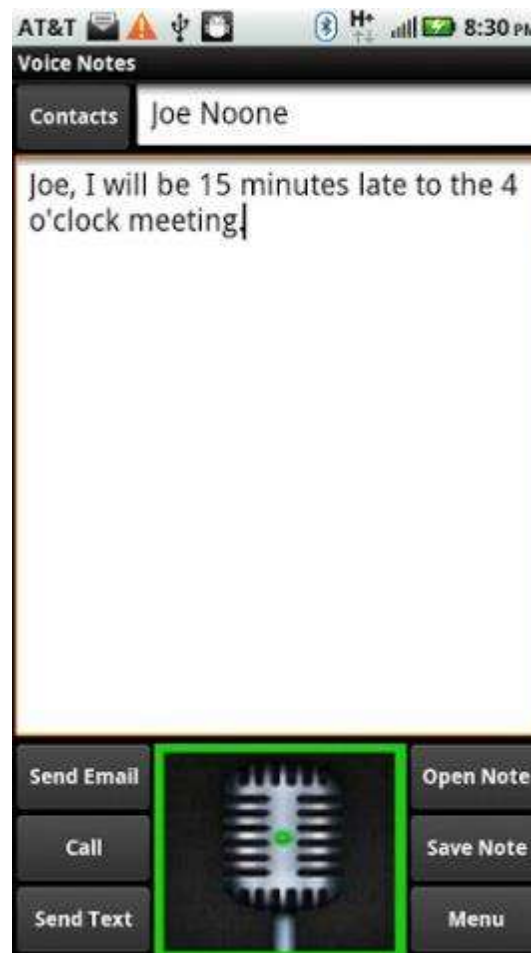 AT&T H+ 8:30 PM
Voice Notes
Contacts Joe Noone
Joe, I will be 15 minutes late to the 4
o'clock meeting.
Send Email Open Note
Call Save Note
Send Text Menu